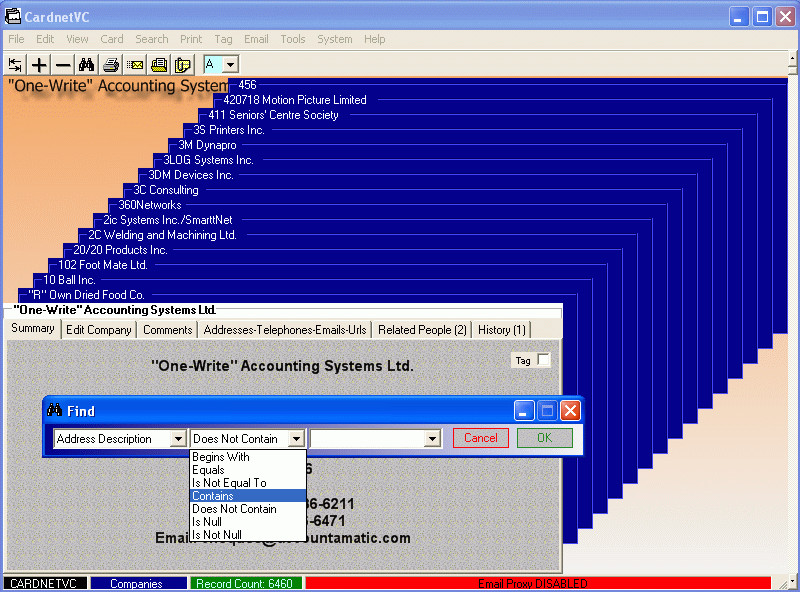 CardnetVC
File Edit View Card Search Print Tag Email Tools System Help
A
"One-Write" Accounting System
456
420718 Motion Picture Limited
411 Seniors' Centre Society
3S Printers Inc.
3M Dynapro
3LOG Systems Inc.
3DM Devices Inc.
3C Consulting
360Networks
2ic Systems Inc./SmarttNet
2C Welding and Machining Ltd.
20/20 Products Inc.
102 Foot Mate Ltd.
10 Ball Inc.
"R" Own Dried Food Co.
"One-Write" Accounting Systems Ltd.
Summary Edit Company Comments Addresses-Telephones-Emails-Urls Related People (2) History (1)
"One-Write" Accounting Systems Ltd.
Tag
Find
Address Description Does Not Contain Cancel OK
Begins With
Equals
Is Not Equal To
Contains
Does Not Contain
Is Null
Is Not Null
6-6211
-6471
Email:
accountamatic.com
CARDNETVC Companies Record Count: 6460 Email Proxy DISABLED